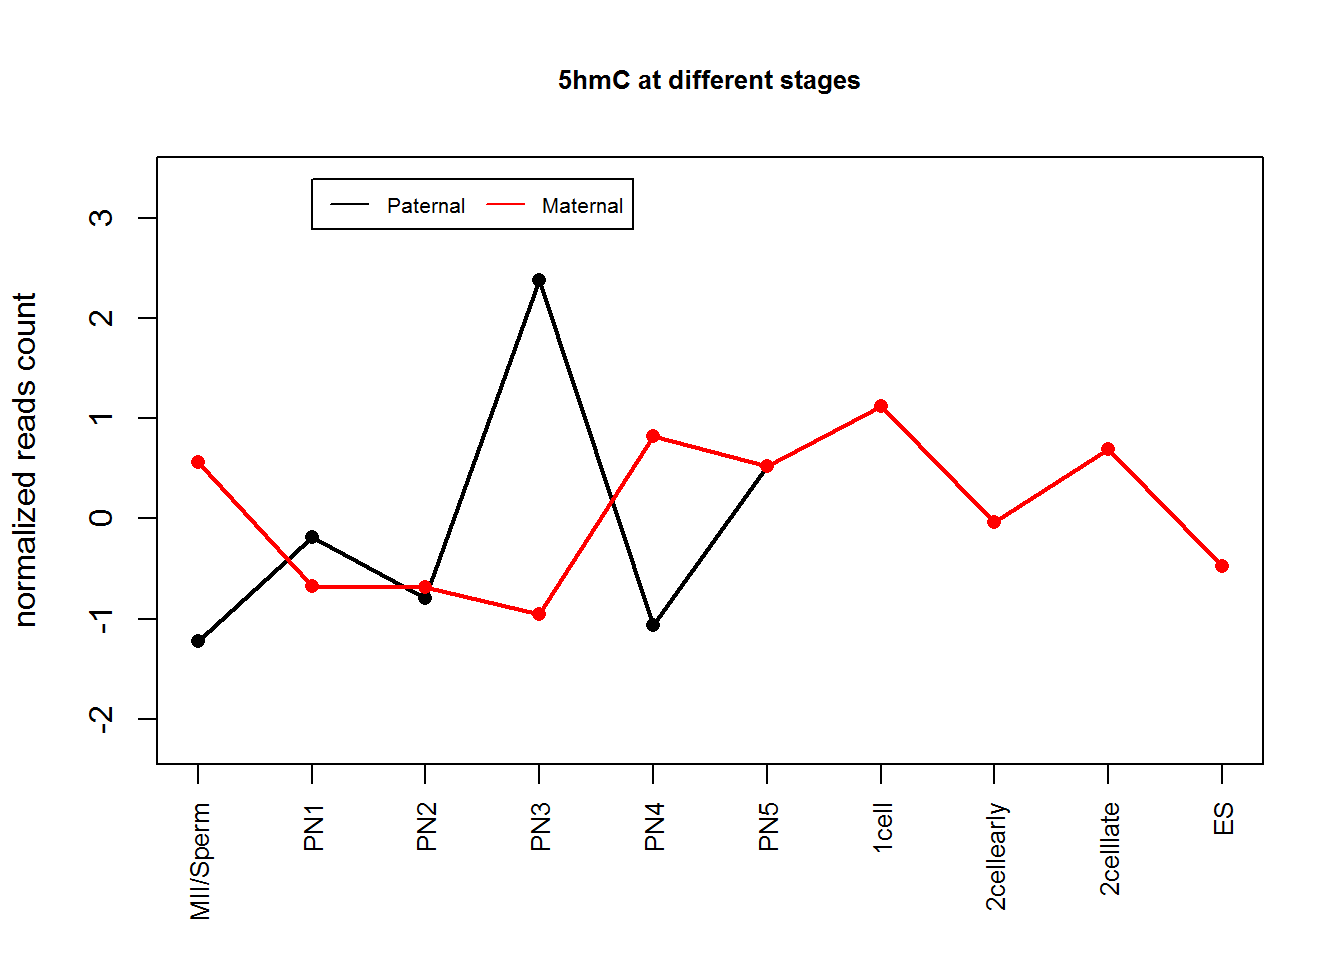 5hmC at different stages
Paternal Maternal
normalized reads count
3
2
1
0
-1
-2
MII/Sperm
PN1
PN2
PN3
PN4
PN5
1cell
2cellearly
2celllate
ES